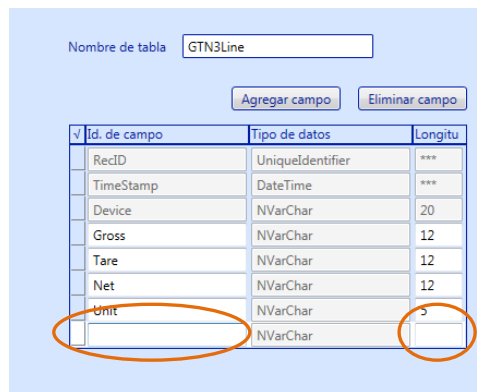 Nombre de tabla GTN3Line
Agregar campo Eliminar campo
√ Id. de campo Tipo de datos Longitu
RecID UniqueIdentifier ***
TimeStamp DateTime ***
Device NVarChar 20
Gross NVarChar 12
Tare NVarChar 12
Net NVarChar 12
Unit NVarChar 5
NVarChar